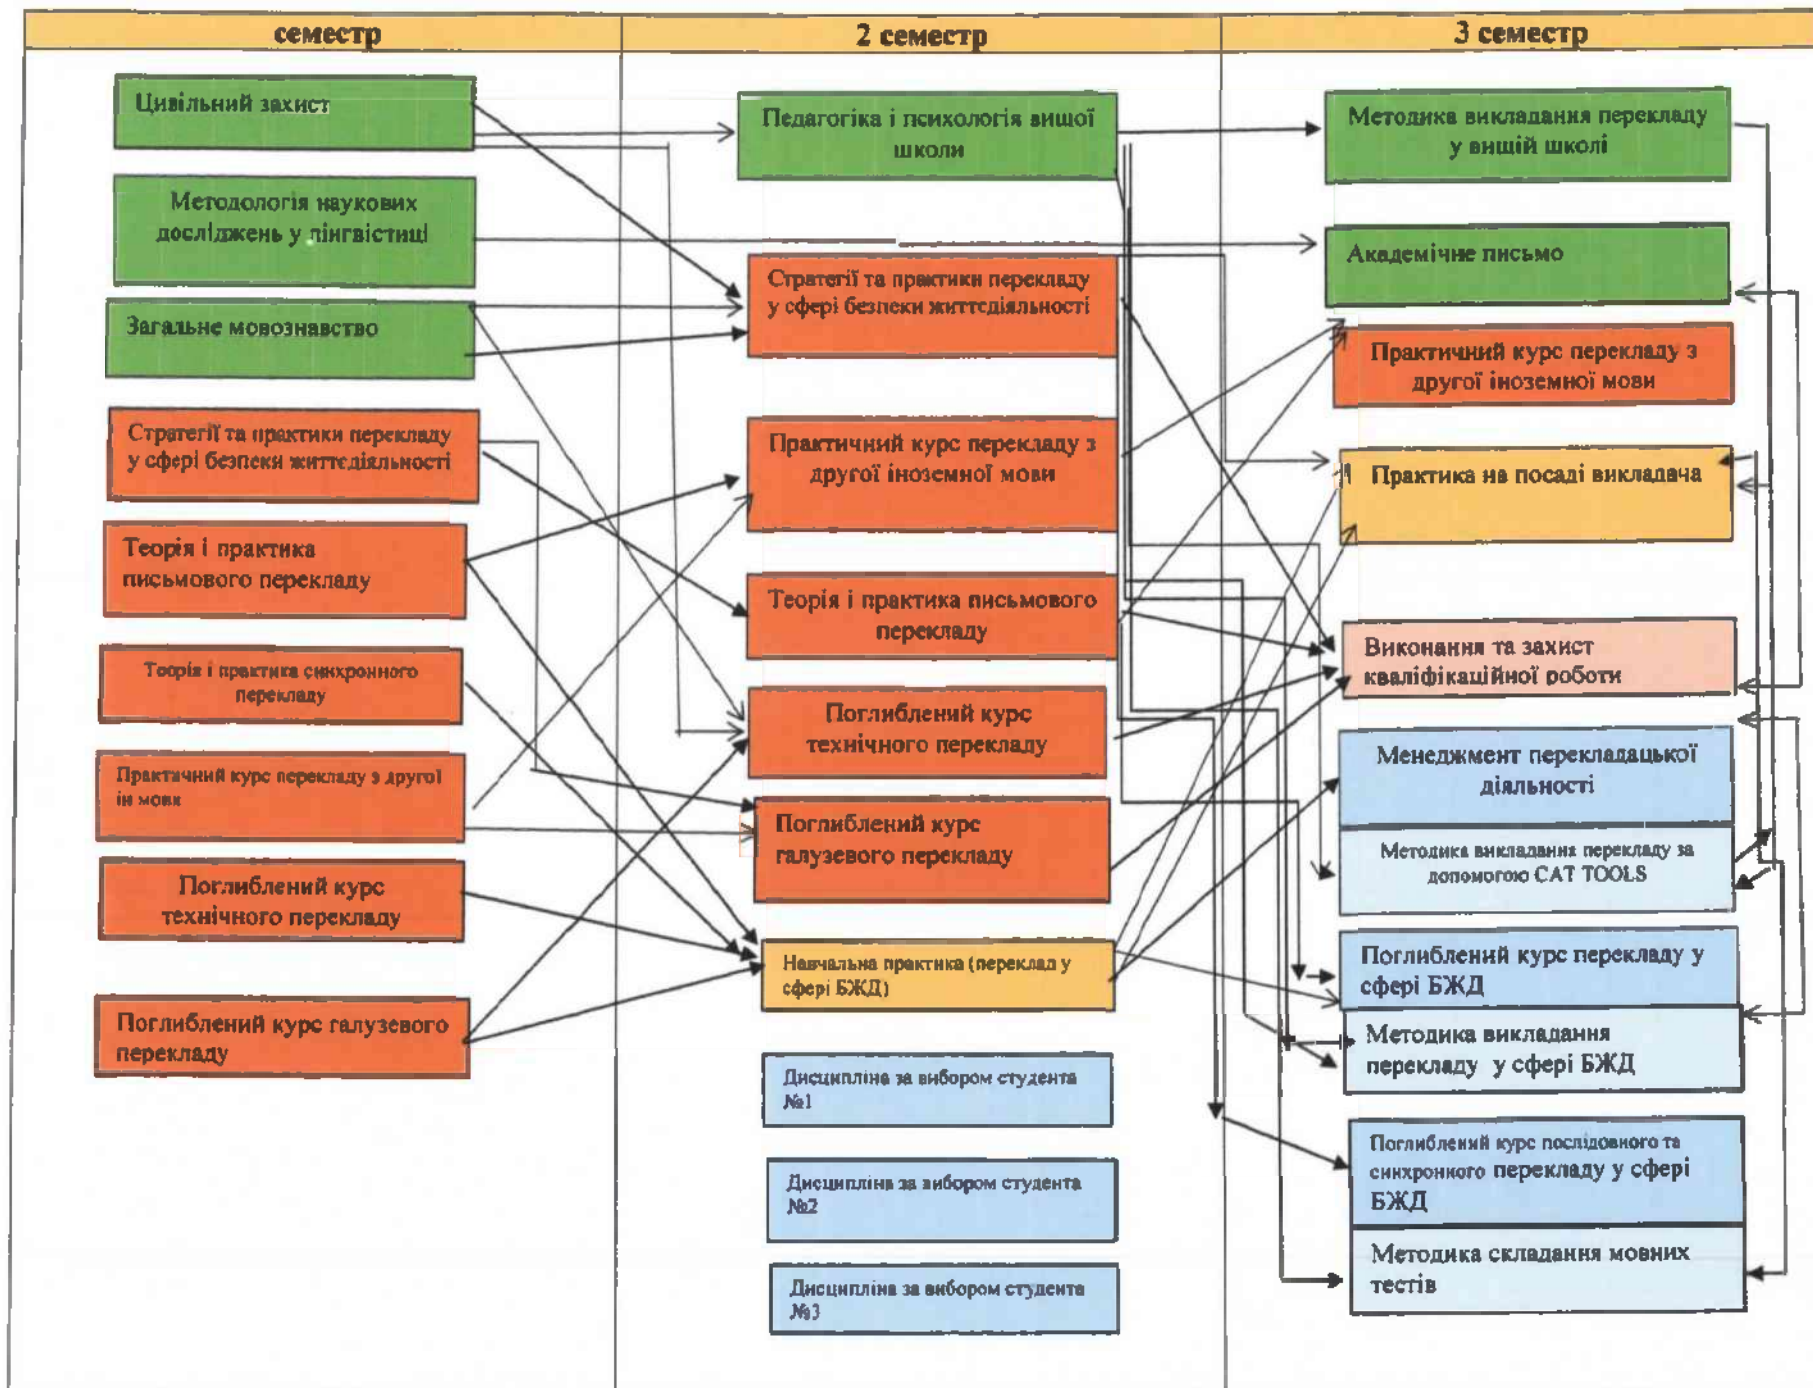 семестр
2 семестр
3 семестр
Цивільний захист
Методологія наукових
досліджень у лінгвістиці
Загальне мовознавство
Стратегії та практики перекладу
у сфері безпеки життєдіяльності
Теорія і практика
письмового перекладу
Теорія і практика синхронного
перекладу
Практичний курс перекладу з другої
ін мови
Поглиблений курс
технічного перекладу
Поглиблений курс галузевого
перекладу
Педагогіка і психологія вищої
школи
Стратегії та практики перекладу
у сфері безпеки життєдіяльності
Практичний курс перекладу з
другої іноземної мови
Теорія і практика письмового
перекладу
Поглиблений курс
технічного перекладу
Поглиблений курс
галузевого перекладу
Навчальна практика (переклад у
сфері БЖД)
Дисципліна за вибором студента
№1
Дисципліна за вибором студента
№2
Дисципліна за вибором студента
№3
Методика викладання перекладу
у вищій школі
Академічне письмо
Практичний курс перекладу з
другої іноземної мови
Практика на посаді викладача
Виконання та захист
кваліфікаційної роботи
Менеджмент перекладацької
діяльності
Методика викладання перекладу за
допомогою CAT TOOLS
Поглиблений курс перекладу у
сфері БЖД
Методика викладання
перекладу у сфері БЖД
Поглиблений курс послідовного та
синхронного перекладу у сфері
БЖД
Методика складання мовних
тестів